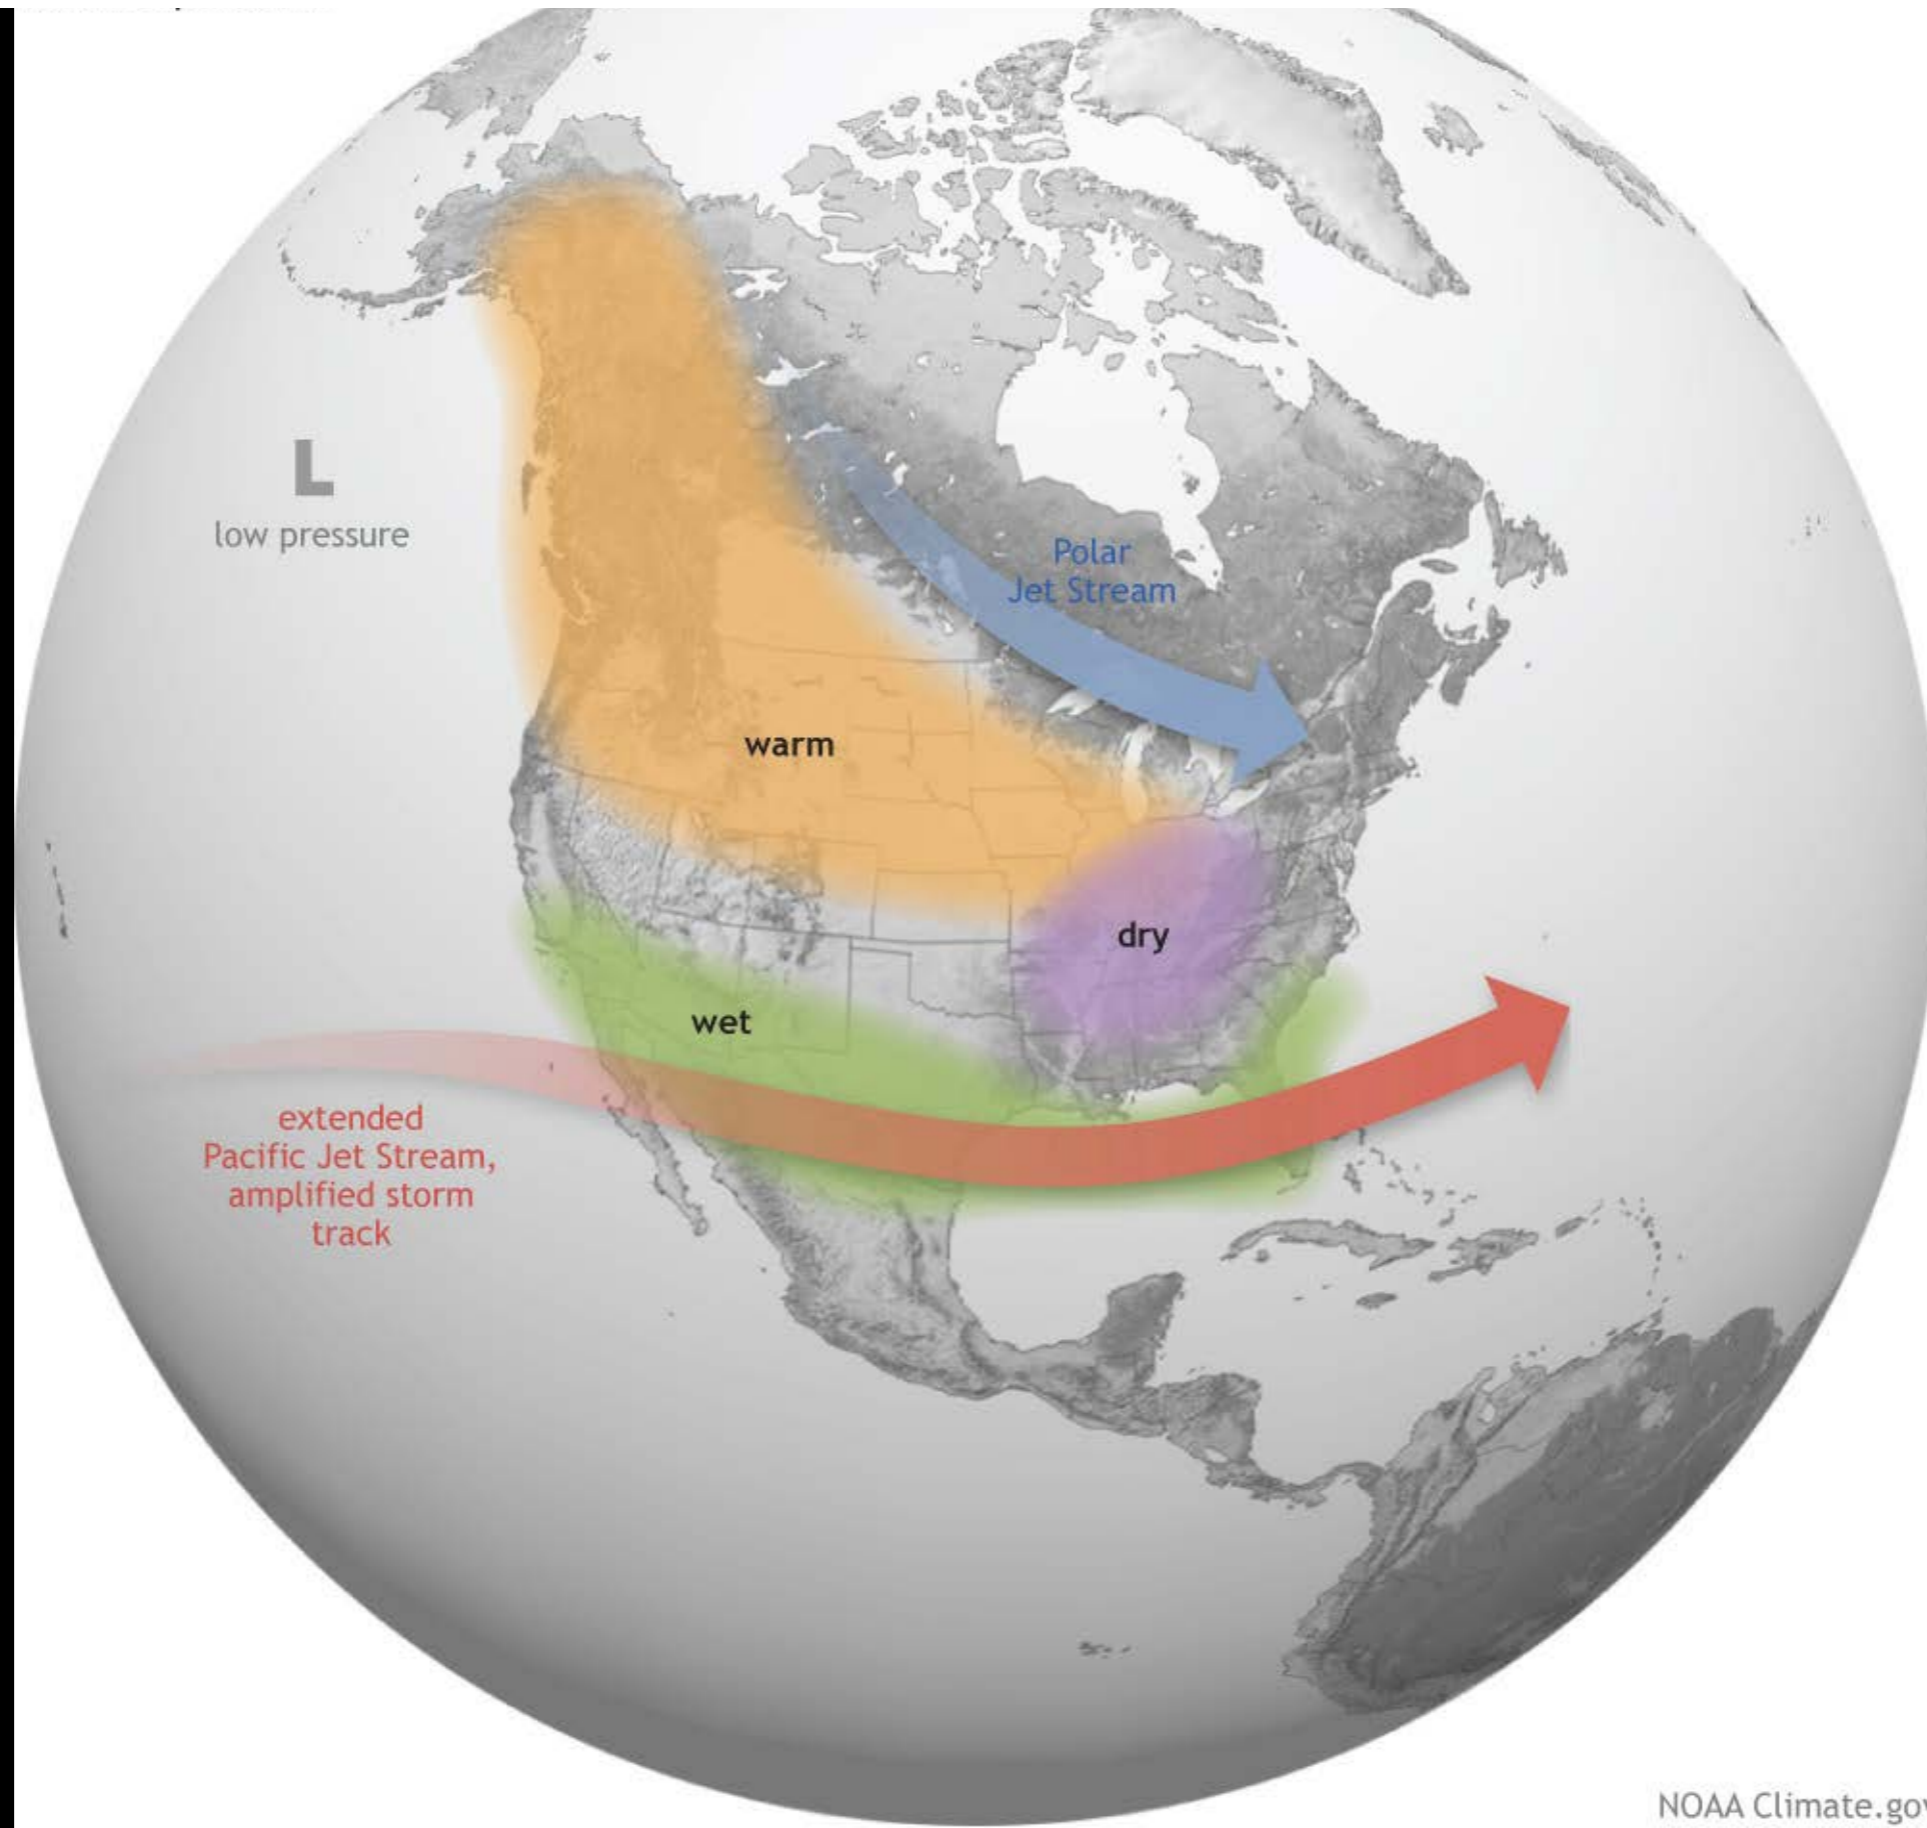 L
low pressure
Polar
Jet Stream
warm
dry
wet
extended
Pacific Jet Stream,
amplified storm
track
NOAA Climate.gov